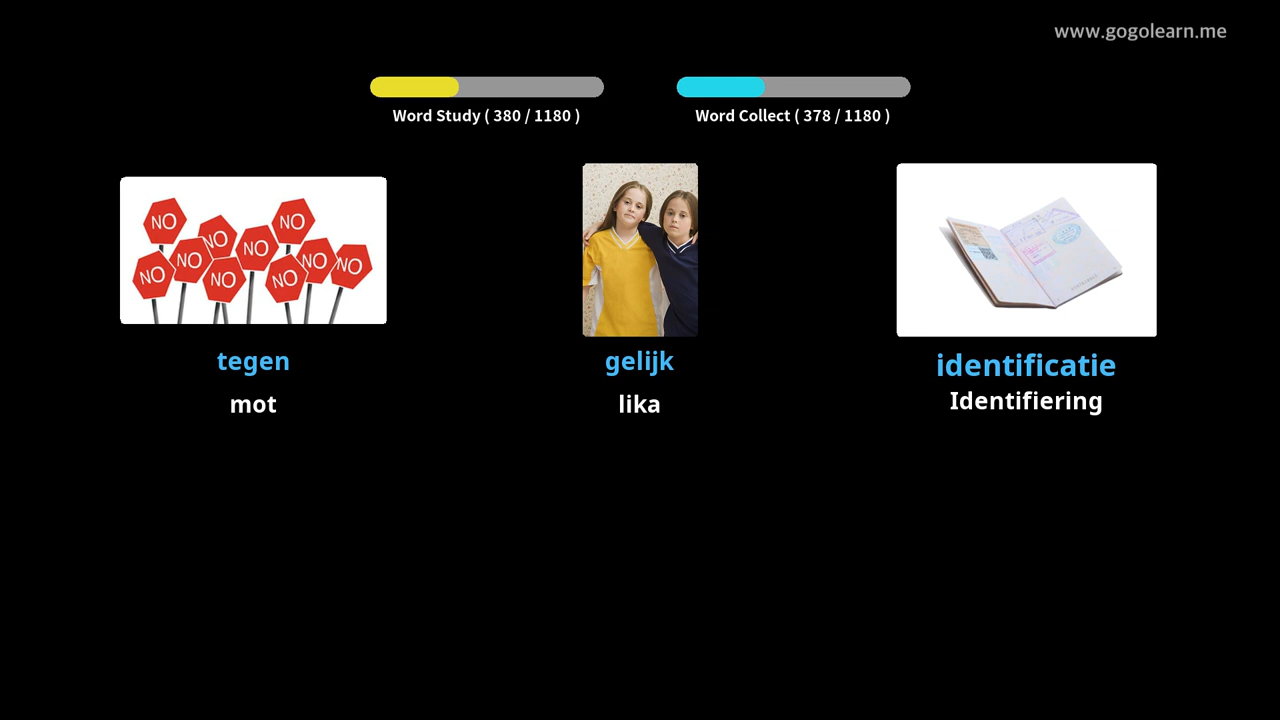 www.gogolearn.me
Word Study ( 380 / 1180 )
Word Collect ( 378 / 1180 )
NO
NO
NO
NO
NO
NO
NO
NO
NO
tegen
gelijk
identificatie
mot
lika
Identifiering